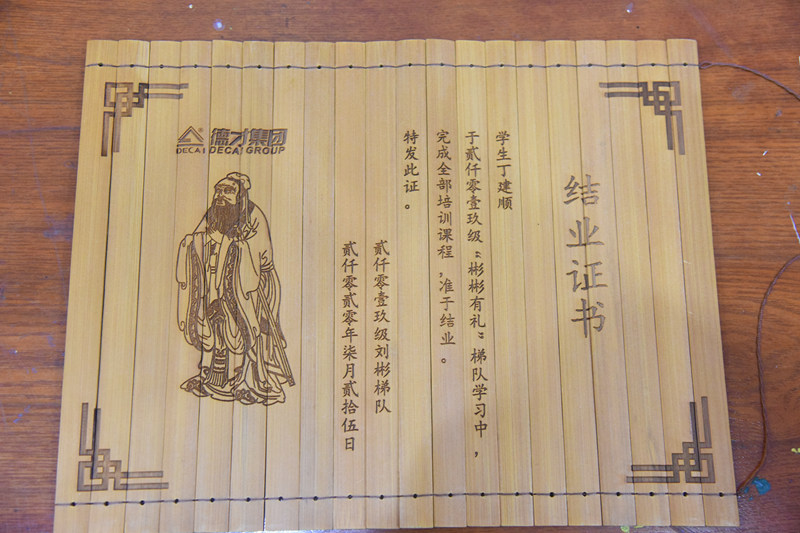 结业证书
学生丁建顺
于贰仟零壹玖级“彬彬有礼”梯队学习中，
完成全部培训课程，准于结业。
特发此证。
贰仟零壹玖级刘彬梯队
贰仟零贰零年柒月贰拾伍日
德才集团
DECAI DECAI GROUP